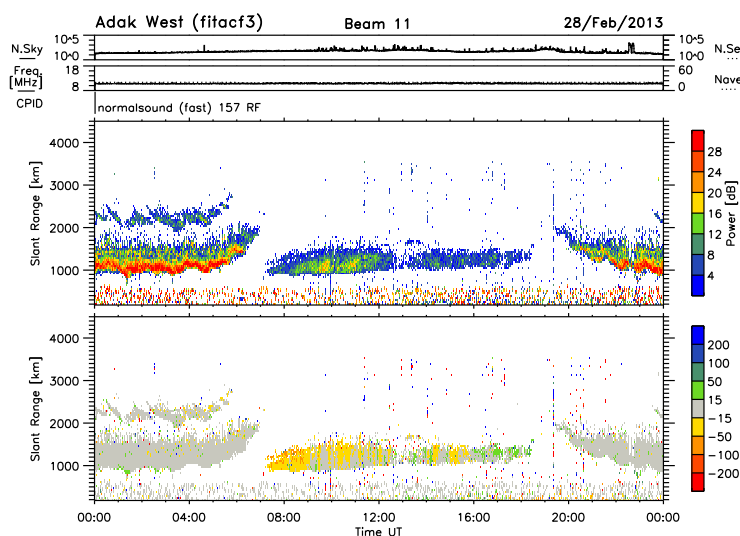 Adak West (fitacf3) Beam 11 28/Feb/2013
N.Sky 10^5 10^0 10^5 10^0 N.Se
Freq. [MHz] 18 8 60 0 Nave
CPID normalsound (fast) 157 RF
Slant Range [km] 4000 3000 2000 1000
28 24 20 16 12 8 4 Power [dB]
Slant Range [km] 4000 3000 2000 1000
200 100 50 15 -15 -50 -100 -200
00:00 04:00 08:00 12:00 16:00 20:00 00:00
Time UT